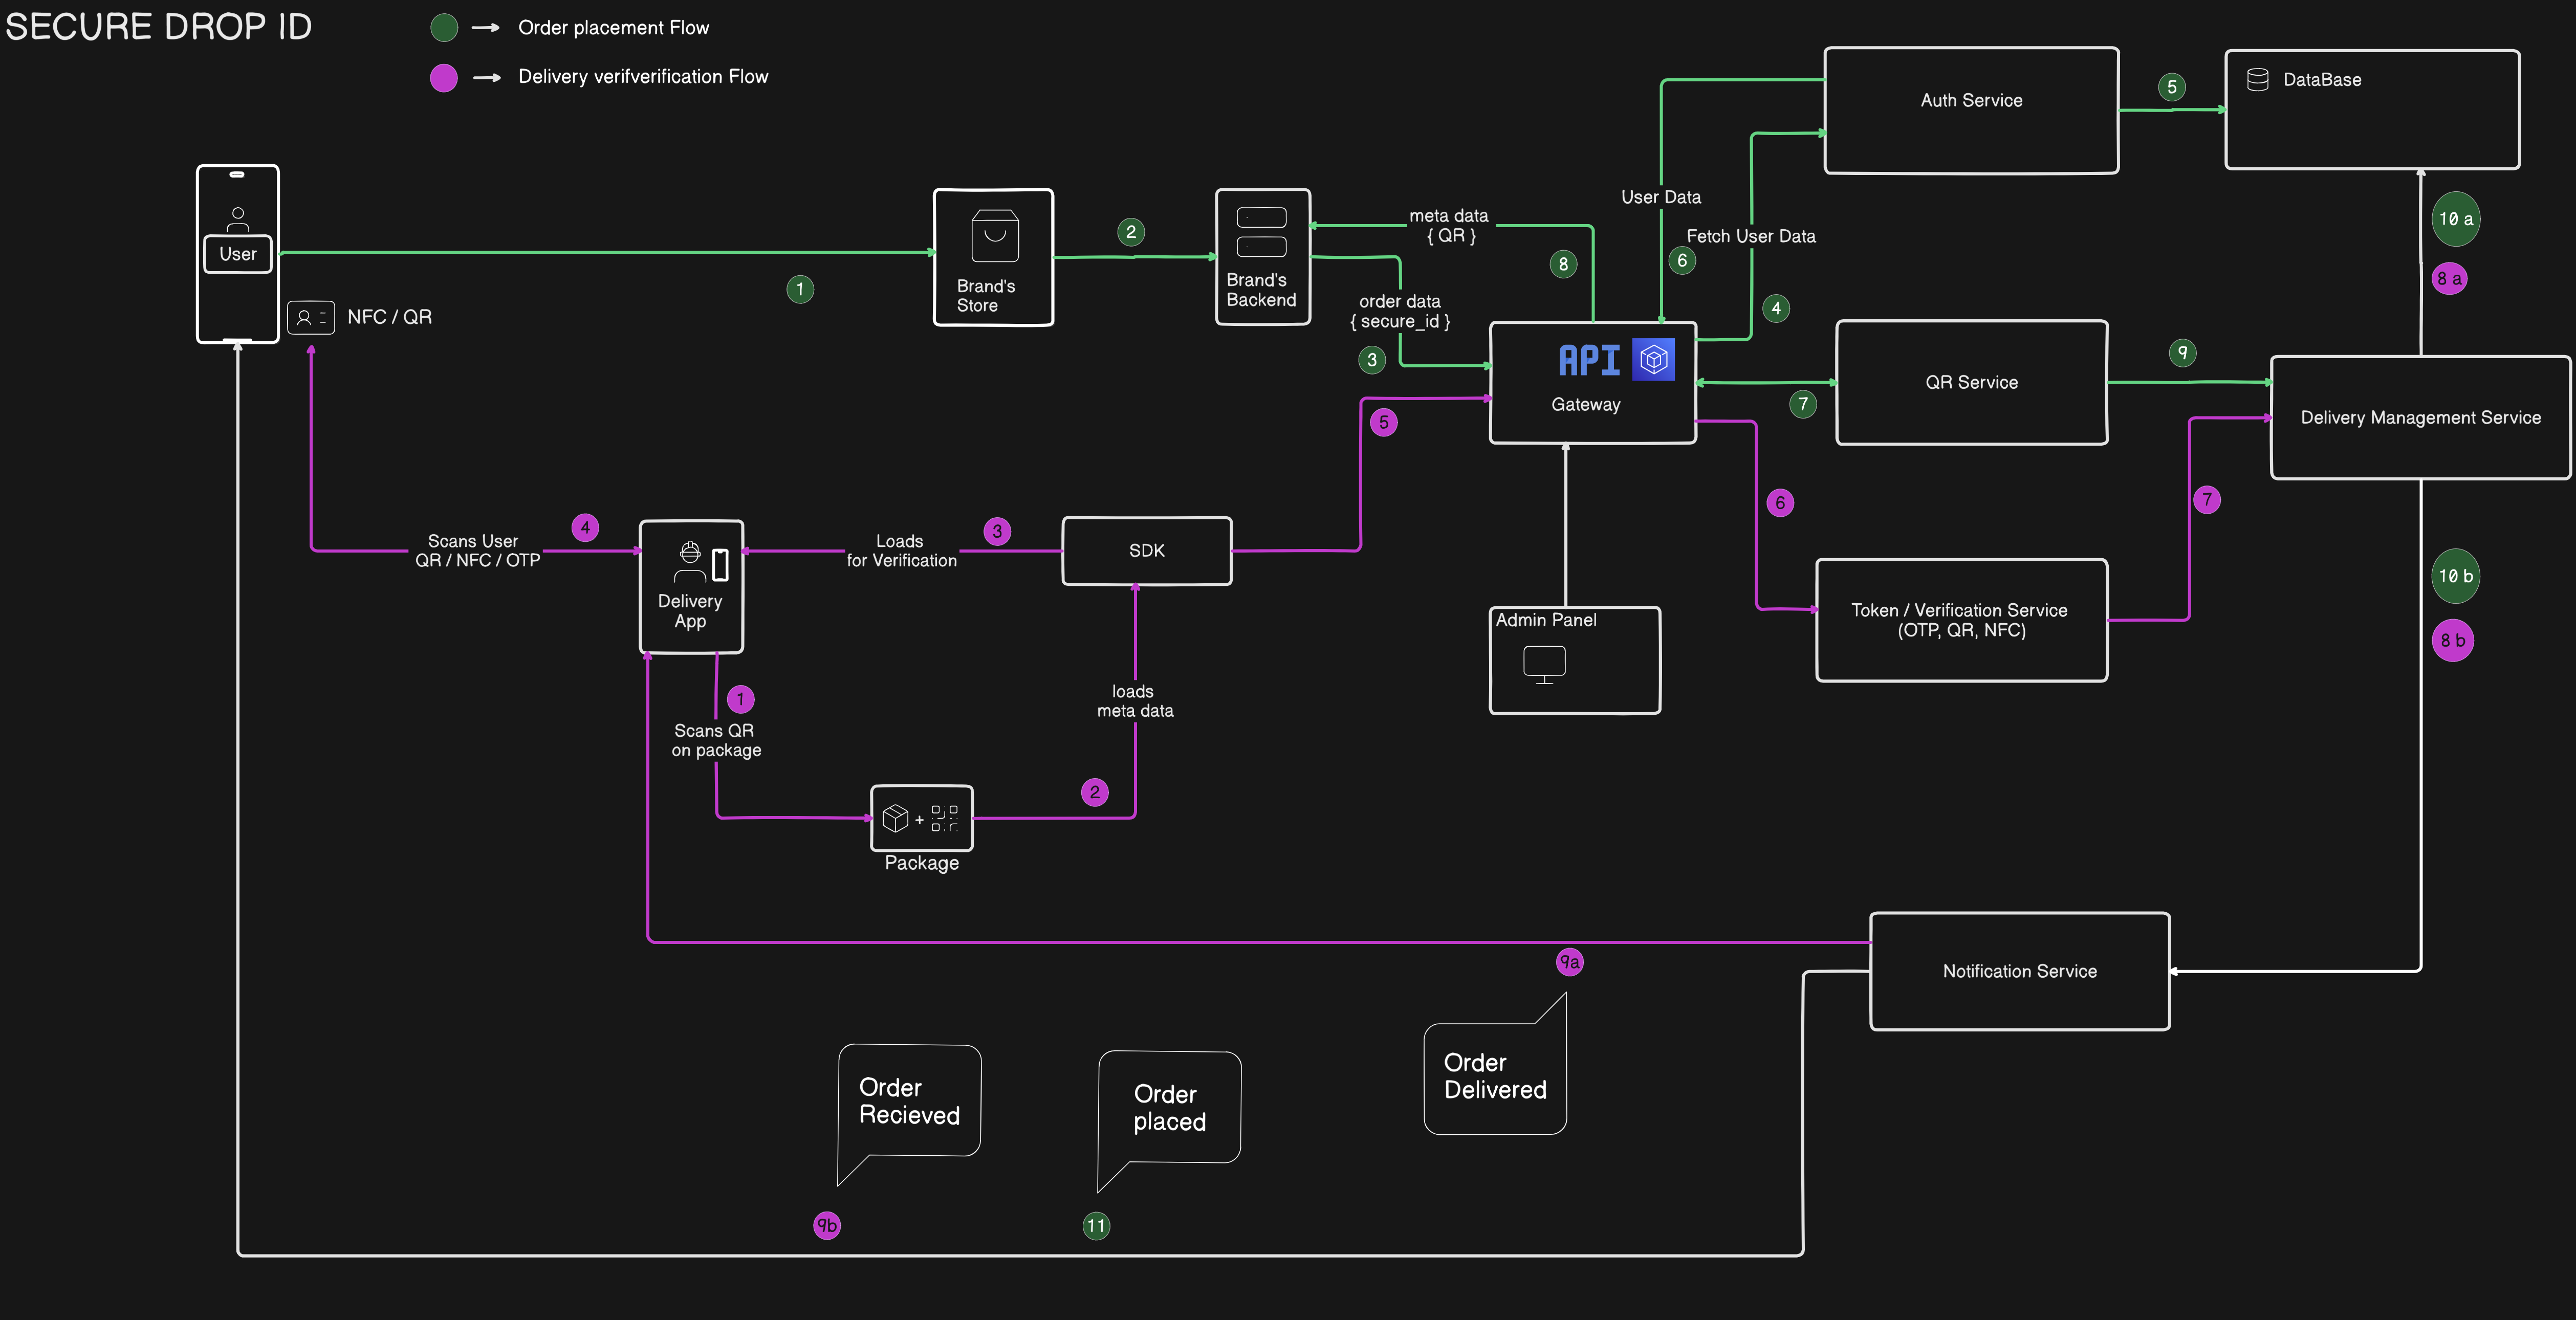 SECURE DROP ID
Order placement Flow
Delivery verifverification Flow
User
NFC / QR
1
Brand's
Store
2
Brand's
Backend
meta data
{ QR }
8
order data
{ secure_id }
3
User Data
6
Fetch User Data
4
Auth Service
5
DataBase
10 a
8 a
API
Gateway
7
QR Service
9
Delivery Management Service
5
6
7
Scans User
QR / NFC / OTP
4
Delivery
App
Loads
for Verification
3
SDK
Admin Panel
Token / Verification Service
(OTP, QR, NFC)
10 b
8 b
1
Scans QR
on package
loads
meta data
2
+
Package
9a
Notification Service
Order
Delivered
Order
Recieved
Order
placed
9b
11